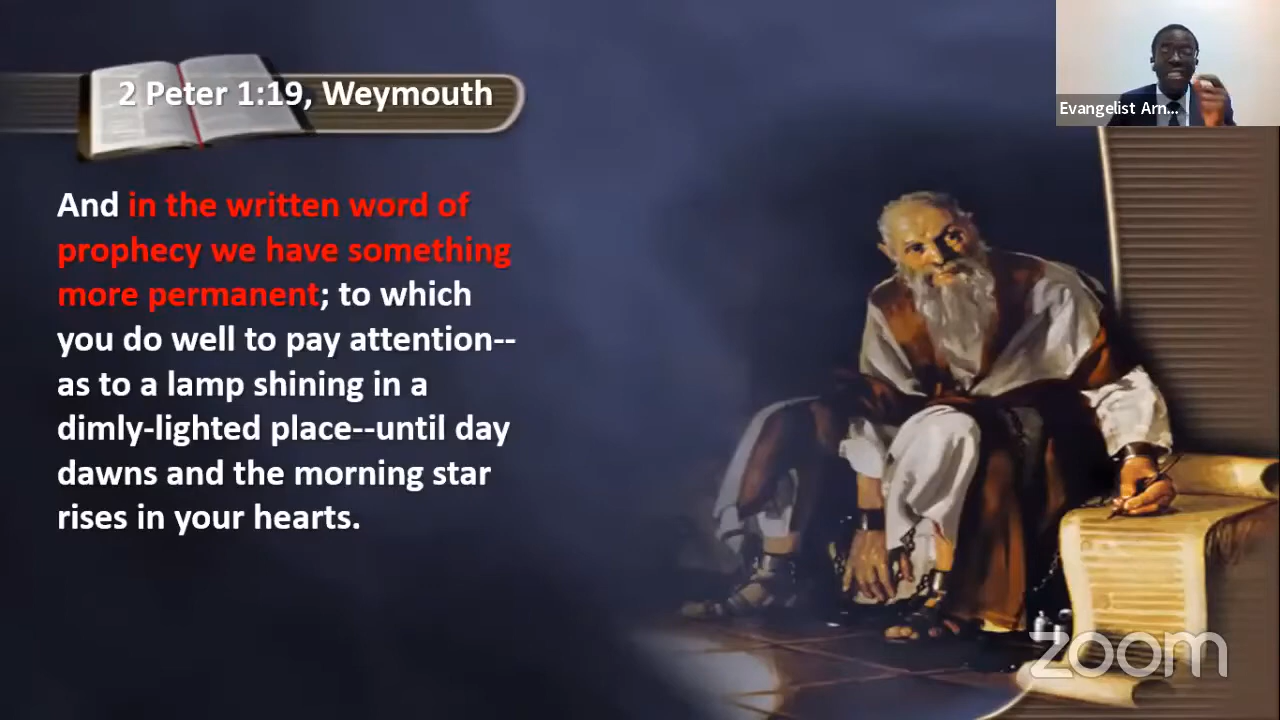 2 Peter 1:19, Weymouth
Evangelist Arn...
And in the written word of
prophecy we have something
more permanent; to which
you do well to pay attention--
as to a lamp shining in a
dimly-lighted place--until day
dawns and the morning star
rises in your hearts.
zoom